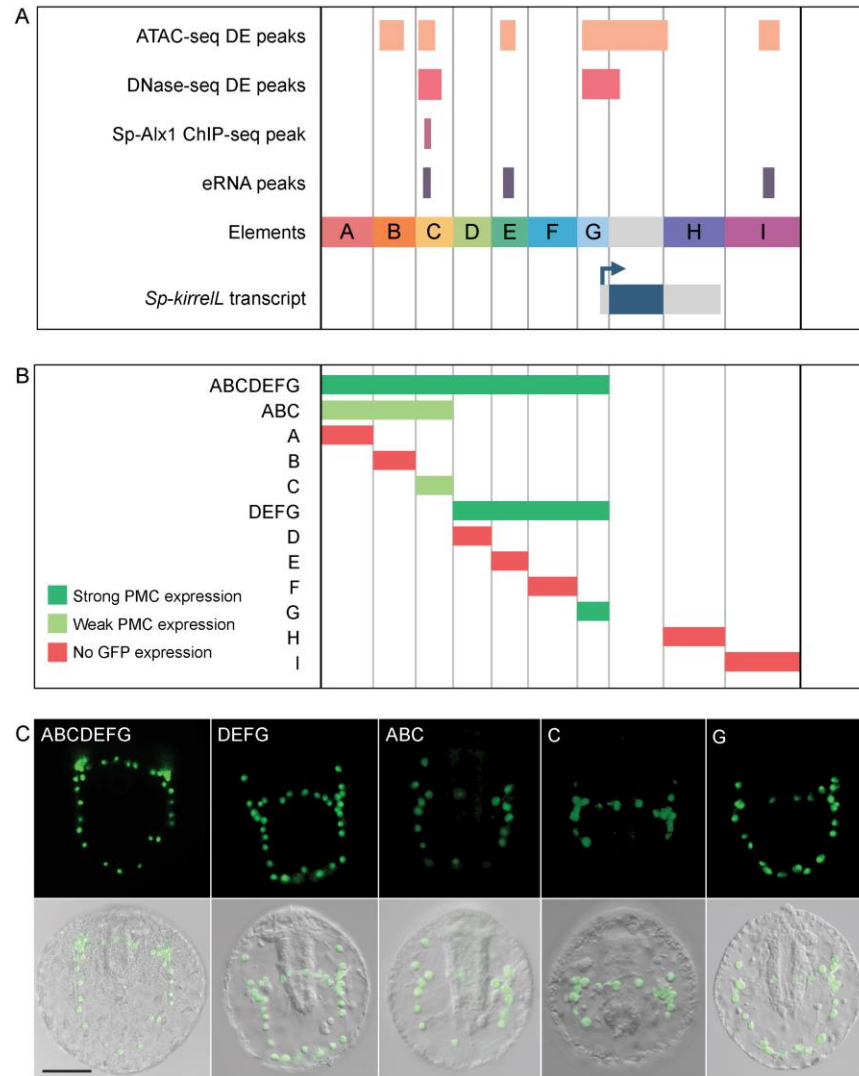 A
ATAC-seq DE peaks
DNase-seq DE peaks
Sp-Alx1 ChIP-seq peak
eRNA peaks
Elements A B C D E F G H I
Sp-kirrelL transcript
B
ABCDEFG
ABC
A
B
C
DEFG
D
E
F
G
H
I
Strong PMC expression
Weak PMC expression
No GFP expression
C ABCDEFG DEFG ABC C G